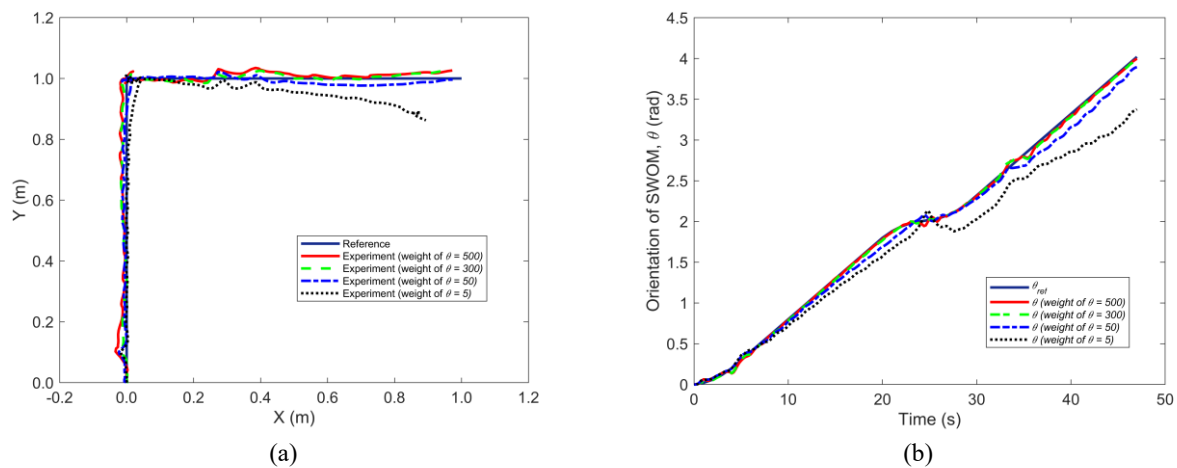 1.2
1.0
0.8
0.6
0.4
0.2
0.0
-0.2
0.0
0.2
0.4
0.6
0.8
1.0
1.2
Y (m)
X (m)
Reference
Experiment (weight of θ = 500)
Experiment (weight of θ = 300)
Experiment (weight of θ = 50)
Experiment (weight of θ = 5)
(a)
4.5
4
3.5
3
2.5
2
1.5
1
0.5
0
0
10
20
30
40
50
Orientation of SWOM, θ (rad)
Time (s)
θref
θ (weight of θ = 500)
θ (weight of θ = 300)
θ (weight of θ = 50)
θ (weight of θ = 5)
(b)